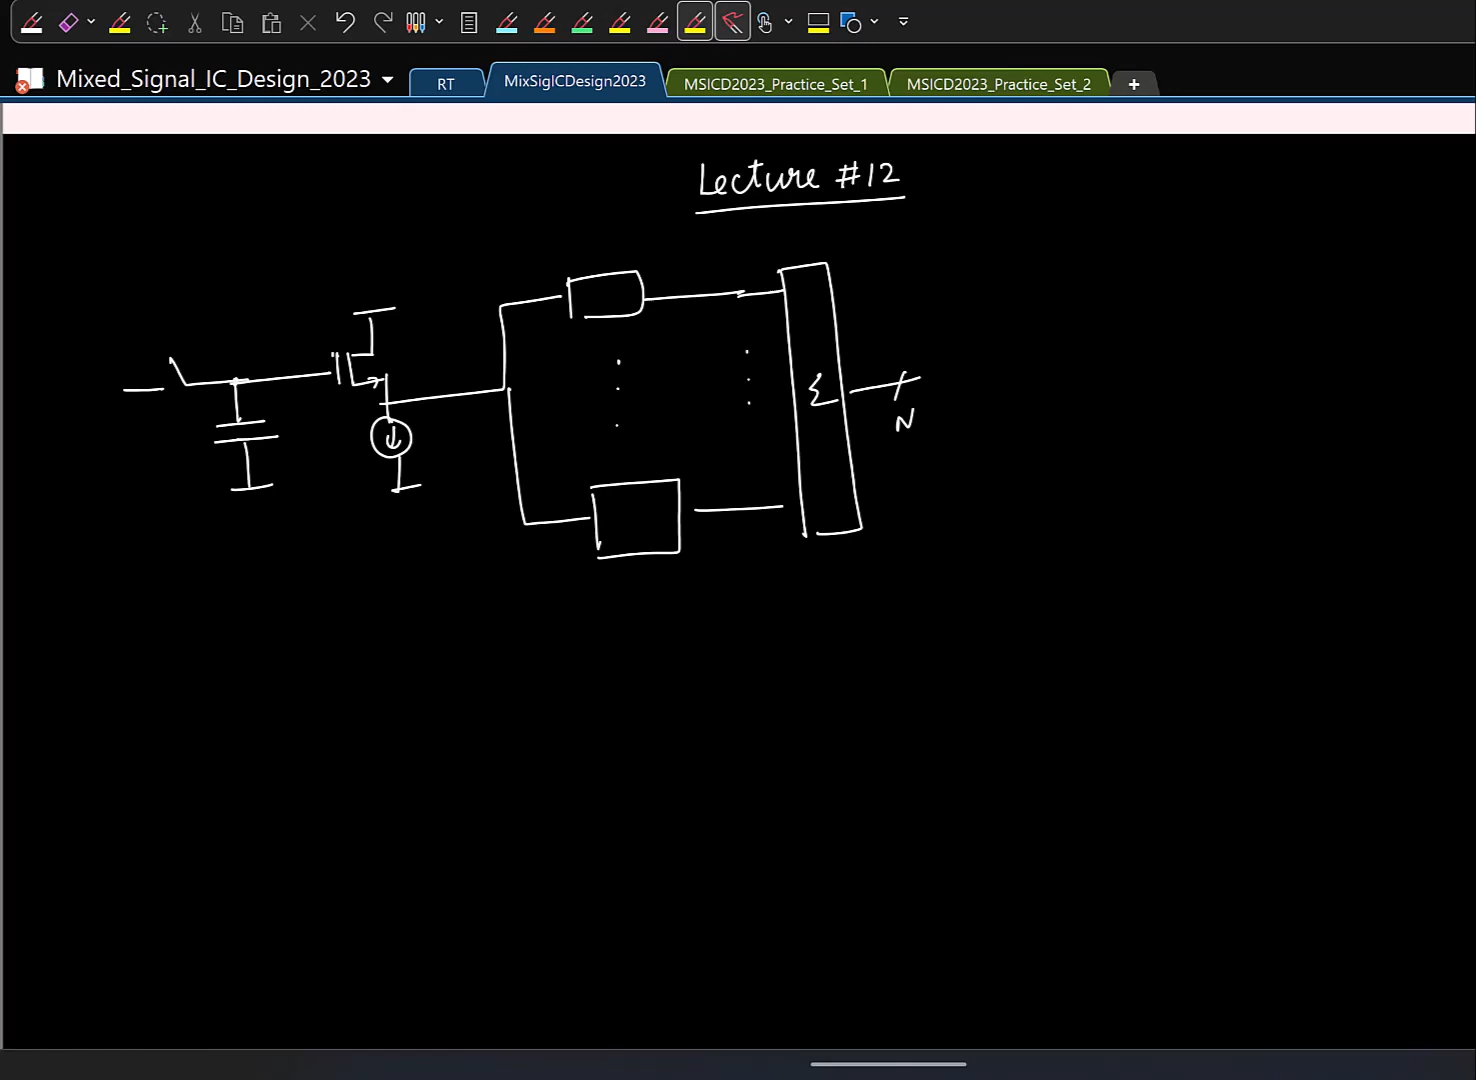 Mixed_Signal_IC_Design_2023
RT
MixSigICDesign2023
MSICD2023_Practice_Set_1
MSICD2023_Practice_Set_2
Lecture #12
Σ
N